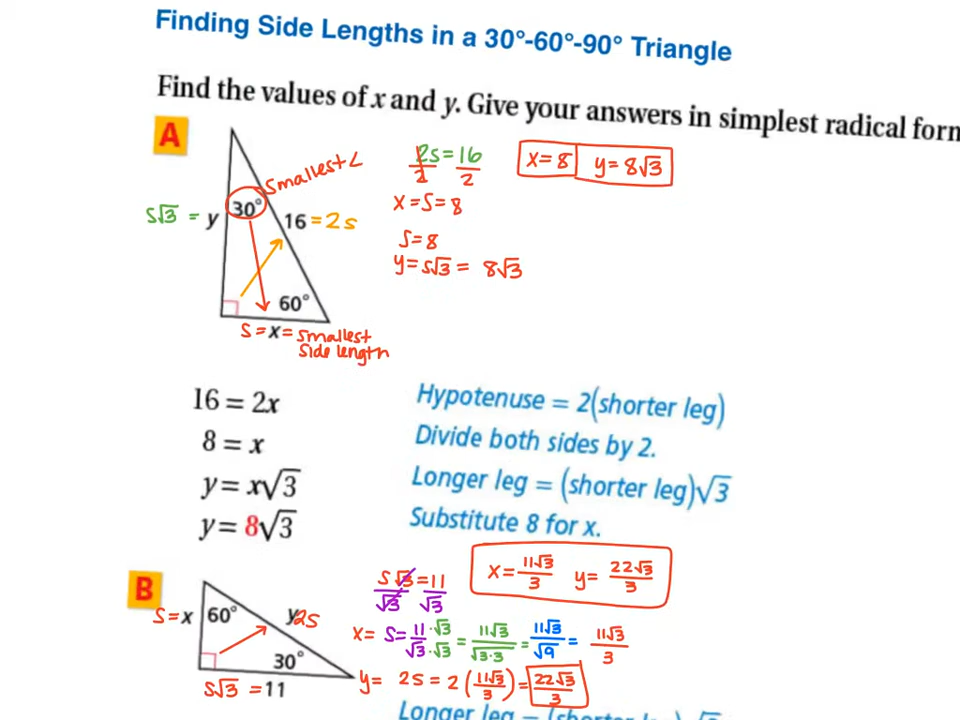 Finding Side Lengths in a 30°-60°-90° Triangle
Find the values of x and y. Give your answers in simplest radical form
A
Smallest <
30°
s√3 = y
16 = 2s
60°
s = x = smallest
side length
2s = 16
2 2
x = s = 8
s = 8
y = s√3 = 8√3
x = 8
y = 8√3
16 = 2x Hypotenuse = 2(shorter leg)
8 = x Divide both sides by 2.
y = x√3 Longer leg = (shorter leg)√3
y = 8√3 Substitute 8 for x.
B
s = x 60° y 2s
30°
s√3 = 11
s√3 = 11
√3 √3
x = 11√3/3 y = 22√3/3
x = s = 11/√3 · √3/√3 = 11√3/√3·3 = 11√3/√9 = 11√3/3
y = 2s = 2(11√3/3) = 22√3/3
Longer leg = (shorter leg)√3